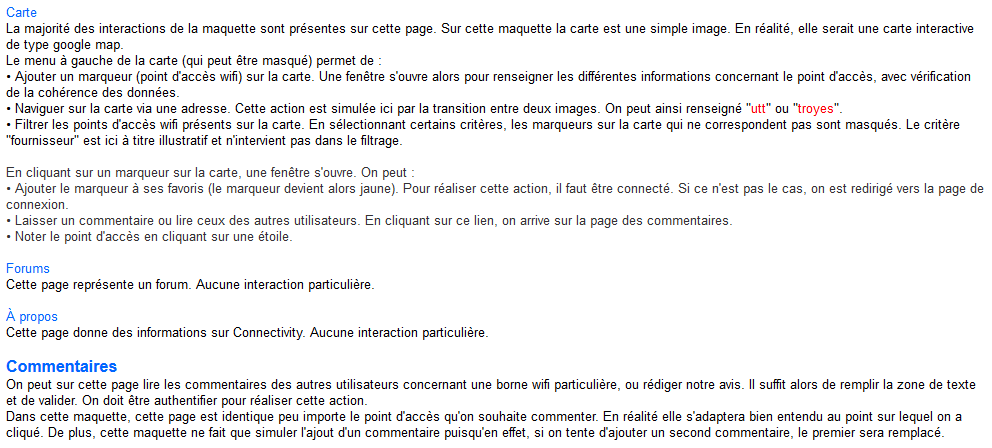 Carte
La majorité des interactions de la maquette sont présentes sur cette page. Sur cette maquette la carte est une simple image. En réalité, elle serait une carte interactive
de type google map.
Le menu à gauche de la carte (qui peut être masqué) permet de :
• Ajouter un marqueur (point d'accès wifi) sur la carte. Une fenêtre s'ouvre alors pour renseigner les différentes informations concernant le point d'accès, avec vérification
de la cohérence des données.
• Naviguer sur la carte via une adresse. Cette action est simulée ici par la transition entre deux images. On peut ainsi renseigné "utt" ou "troyes".
• Filtrer les points d'accès wifi présents sur la carte. En sélectionnant certains critères, les marqueurs sur la carte qui ne correspondent pas sont masqués. Le critère
"fournisseur" est ici à titre illustratif et n'intervient pas dans le filtrage.
En cliquant sur un marqueur sur la carte, une fenêtre s'ouvre. On peut :
• Ajouter le marqueur à ses favoris (le marqueur devient alors jaune). Pour réaliser cette action, il faut être connecté. Si ce n'est pas le cas, on est redirigé vers la page de
connexion.
• Laisser un commentaire ou lire ceux des autres utilisateurs. En cliquant sur ce lien, on arrive sur la page des commentaires.
• Noter le point d'accès en cliquant sur une étoile.
Forums
Cette page représente un forum. Aucune interaction particulière.
À propos
Cette page donne des informations sur Connectivity. Aucune interaction particulière.
Commentaires
On peut sur cette page lire les commentaires des autres utilisateurs concernant une borne wifi particulière, ou rédiger notre avis. Il suffit alors de remplir la zone de texte
et de valider. On doit être authentifier pour réaliser cette action.
Dans cette maquette, cette page est identique peu importe le point d'accès qu'on souhaite commenter. En réalité elle s'adaptera bien entendu au point sur lequel on a
cliqué. De plus, cette maquette ne fait que simuler l'ajout d'un commentaire puisqu'en effet, si on tente d'ajouter un second commentaire, le premier sera remplacé.